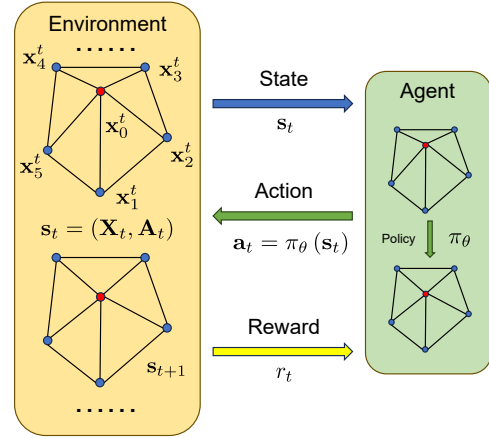 Environment
......
x_4^t
x_3^t
x_0^t
x_2^t
x_5^t
x_1^t
s_t = (X_t, A_t)
s_{t+1}
......
State
s_t
Action
a_t = π_θ (s_t)
Reward
r_t
Agent
Policy π_θ